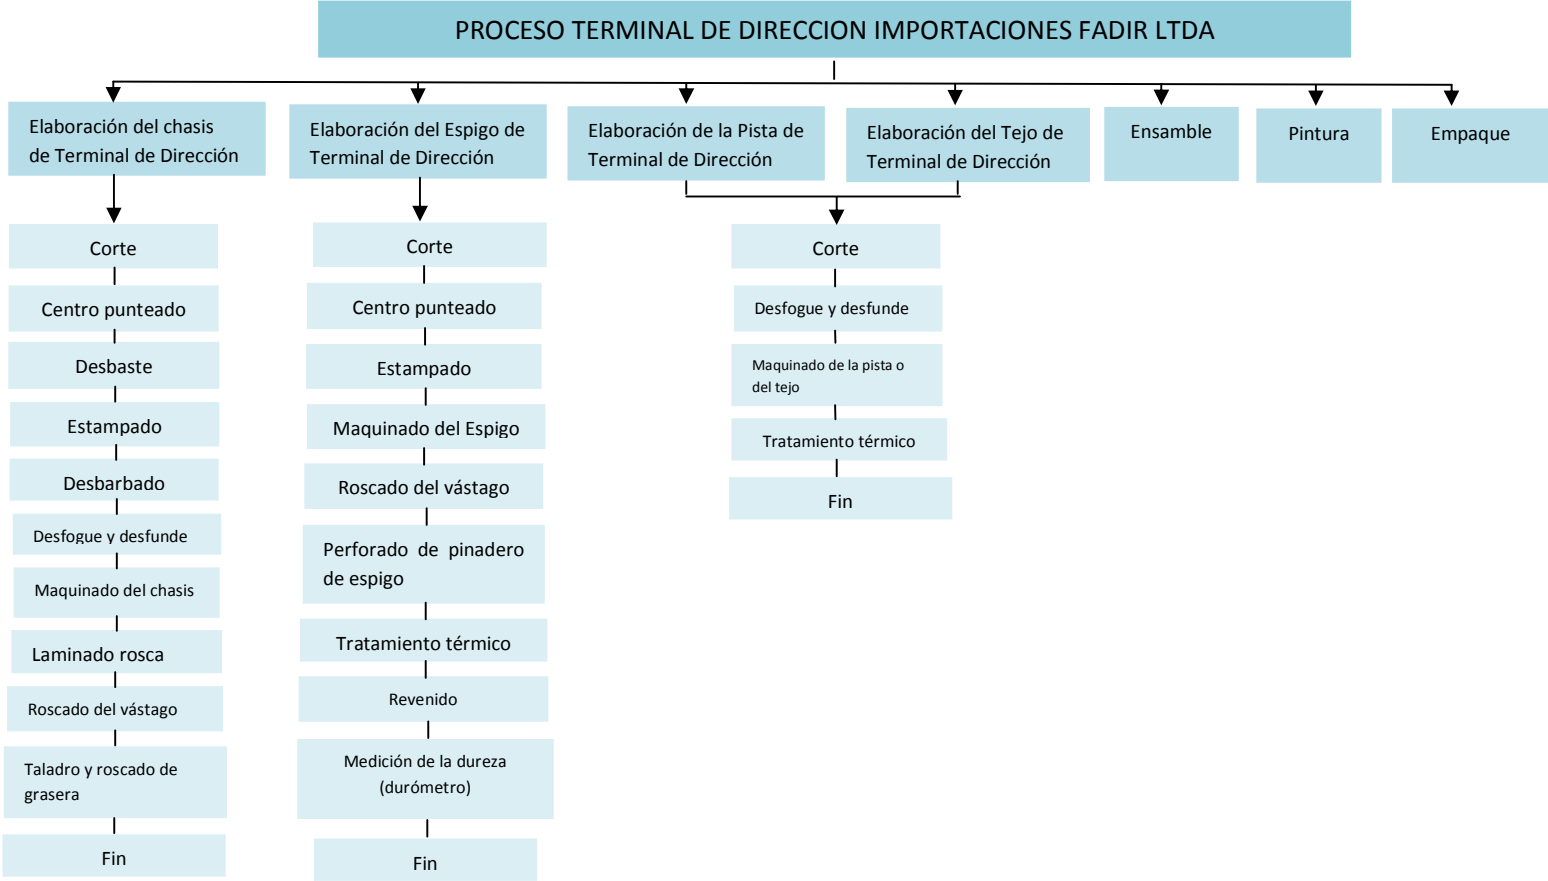 PROCESO TERMINAL DE DIRECCION IMPORTACIONES FADIR LTDA
Elaboración del chasis
de Terminal de Dirección
Elaboración del Espigo de
Terminal de Dirección
Elaboración de la Pista de
Terminal de Dirección
Elaboración del Tejo de
Terminal de Dirección
Ensamble
Pintura
Empaque
Corte
Centro punteado
Desbaste
Estampado
Desbarbado
Desfogue y desfunde
Maquinado del chasis
Laminado rosca
Roscado del vástago
Taladro y roscado de
grasera
Fin
Corte
Centro punteado
Estampado
Maquinado del Espigo
Roscado del vástago
Perforado de pinadero
de espigo
Tratamiento térmico
Revenido
Medición de la dureza
(durómetro)
Fin
Corte
Desfogue y desfunde
Maquinado de la pista o
del tejo
Tratamiento térmico
Fin